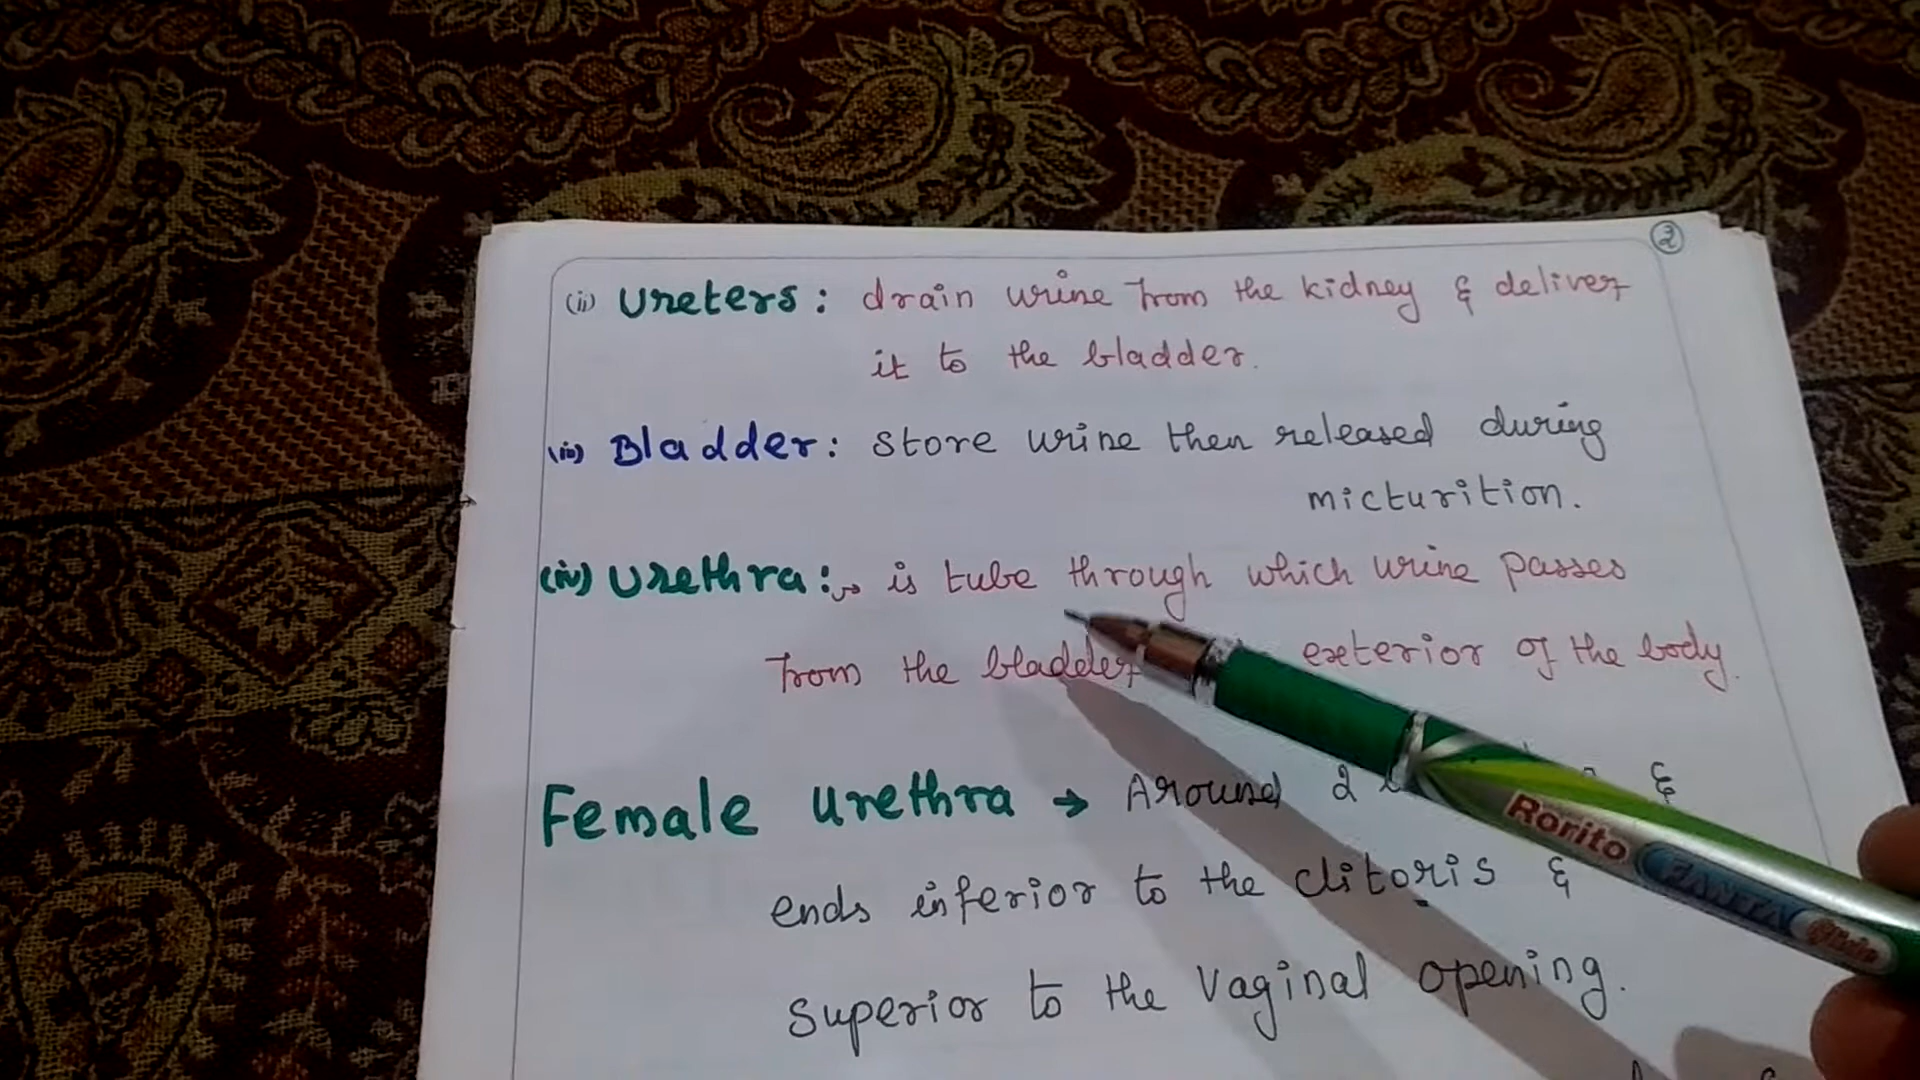 2
(ii) Ureters: drain urine from the kidney & deliver
it to the bladder.
(iii) Bladder: store urine then released during
micturition.
(iv) Urethra:→ is tube through which urine passes
from the bladder exterior of the body.
Female urethra → Around 2 &
ends inferior to the clitoris &
superior to the vaginal opening.
Rorito